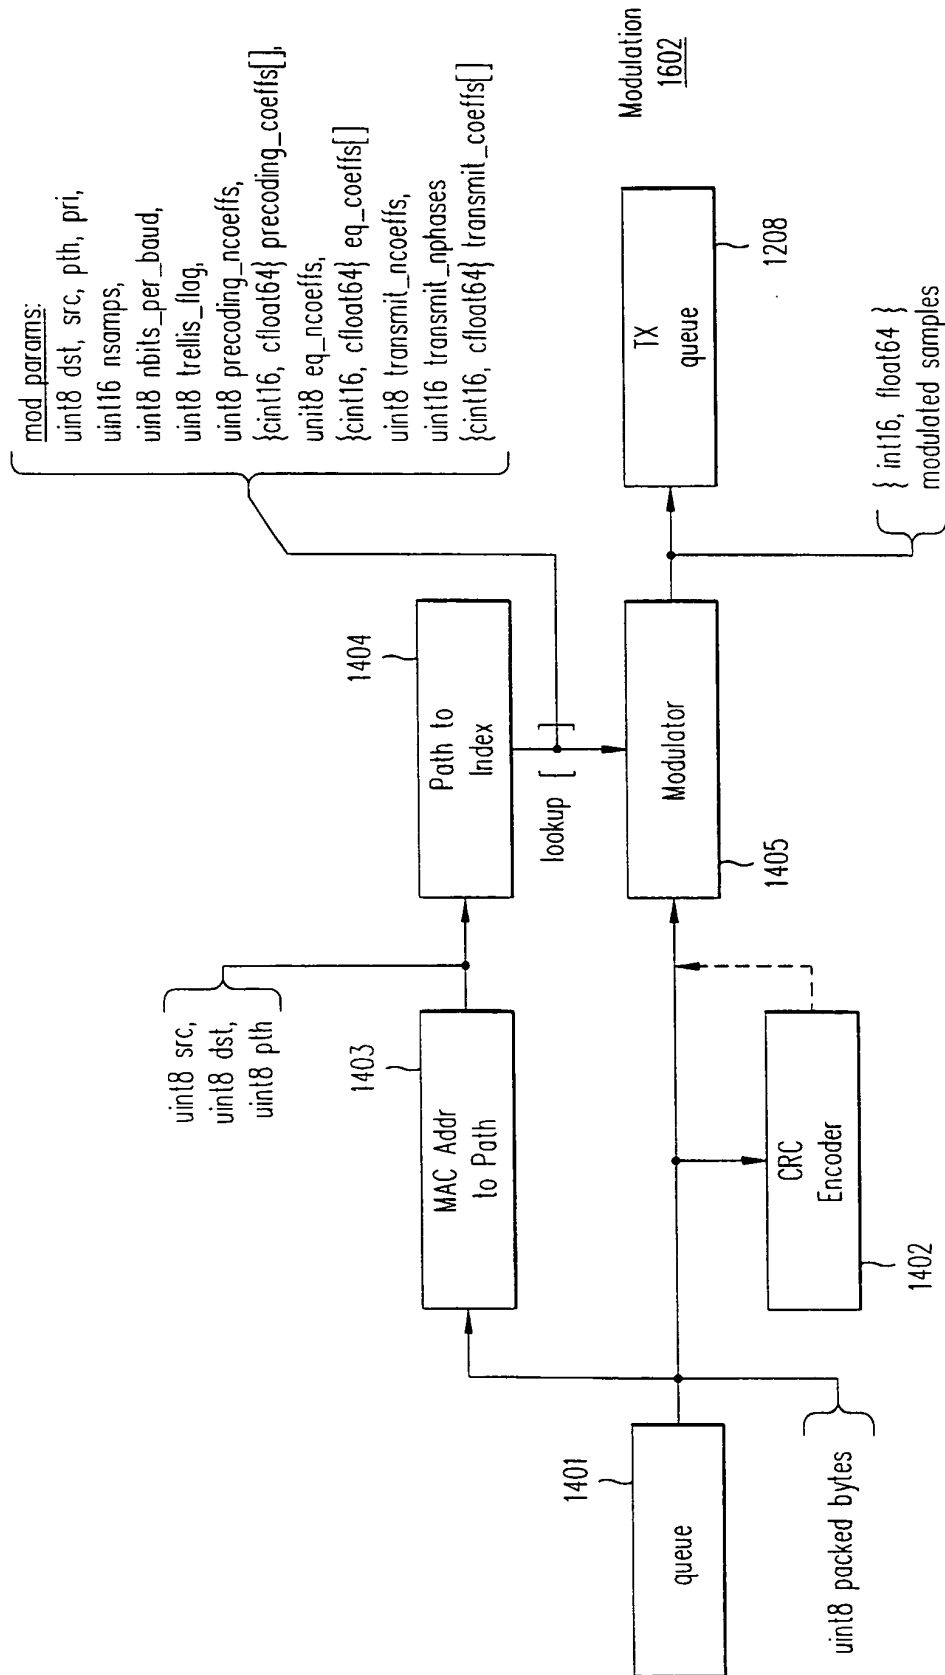 mod params:
uint8 dst, src, pth, pri,
uint16 nsamps,
uint8 nbits_per_baud,
uint8 trellis_flag,
uint8 precoding_ncoeffs,
{cint16, cfloat64} precoding_coeffs[],
unit8 eq_ncoeffs,
{cint16, cfloat64} eq_coeffs[]
uint8 transmit_ncoeffs,
uint16 transmit_nphases
{cint16, cfloat64} transmit_coeffs[]
uint8 src,
uint8 dst,
uint8 pth
1403
MAC Addr
to Path
1404
Path to
Index
lookup [ ]
Modulation
1602
1401
queue
uint8 packed bytes
CRC
Encoder
1402
Modulator
1405
TX
queue
1208
} int16, float64 }
modulated samples